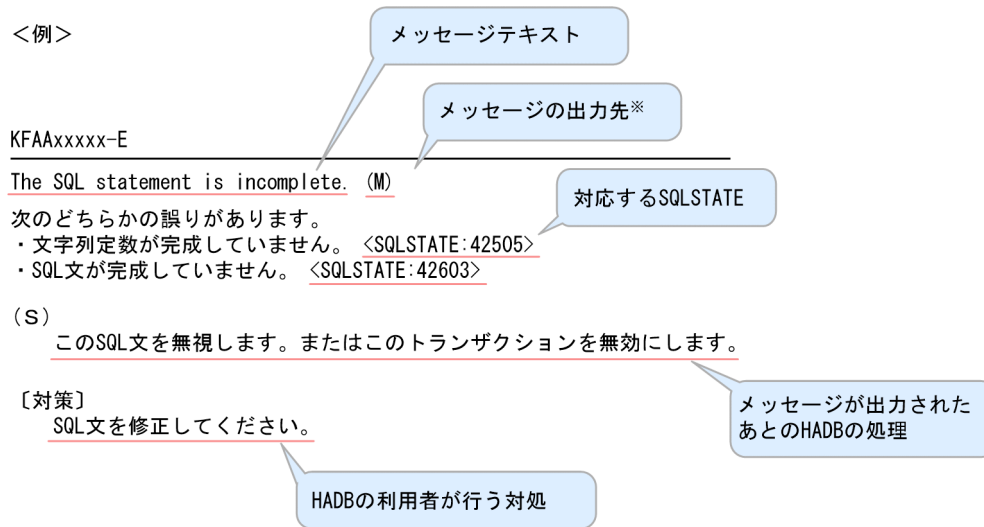 ＜例＞
メッセージテキスト
メッセージの出力先※
KFAAxxxxx-E
The SQL statement is incomplete. (M)
対応するSQLSTATE
次のどちらかの誤りがあります。
・文字列定数が完成していません。 <SQLSTATE:42505>
・SQL文が完成していません。 <SQLSTATE:42603>
（S）
このSQL文を無視します。またはこのトランザクションを無効にします。
〔対策〕
SQL文を修正してください。
メッセージが出力された
あとのHADBの処理
HADBの利用者が行う対処